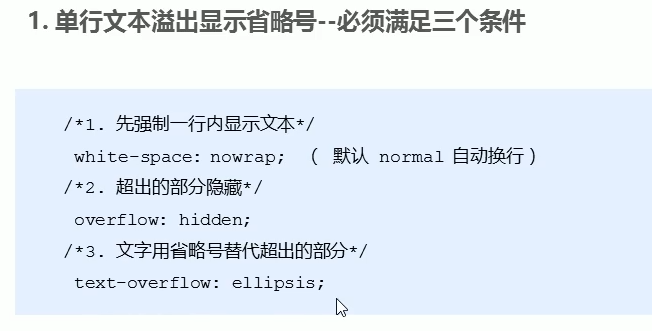 1. 单行文本溢出显示省略号--必须满足三个条件
/*1. 先强制一行内显示文本*/
white-space: nowrap; ( 默认 normal 自动换行)
/*2. 超出的部分隐藏*/
overflow: hidden;
/*3. 文字用省略号替代超出的部分*/
text-overflow: ellipsis;